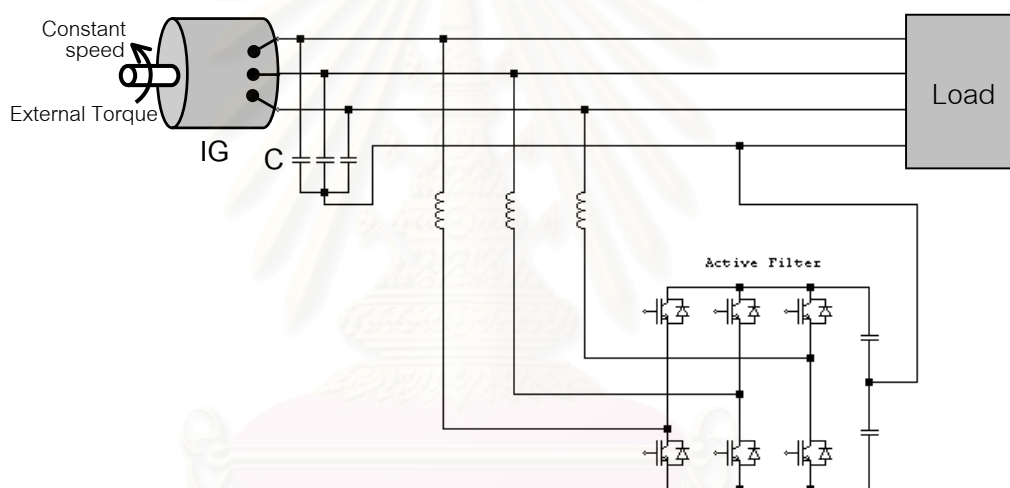 Constant
speed
External Torque
IG
C
Load
Active Filter